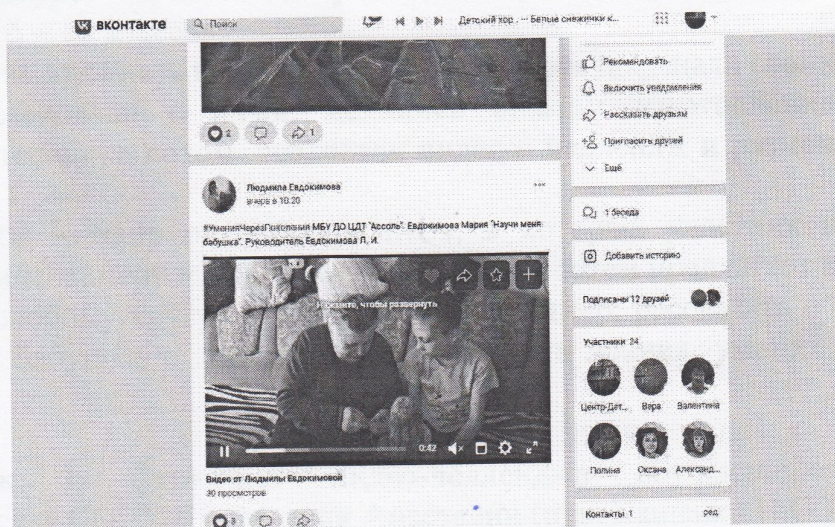 ВКОНТАКТЕ
Поиск
Детский хор . — Белые снежинки к...
Рекомендовать
Включить уведомления
Рассказать друзьям
Пригласить друзей
Ещё
2
1
Людмила Евдокимова
вчера в 10:20
#УменияЧерезПоколения МБУ ДО ЦДТ "Ассоль". Евдокимова Мария "Научи меня
бабушка". Руководитель Евдокимова Л. И.
Нажмите, чтобы развернуть
0:42
Видео от Людмилы Евдокимовой
30 просмотров
3
1 беседа
Добавить историю
Подписаны 12 друзей
Участники 24
Центр-Дет...
Вера
Валентина
Полина
Оксана
Александ...
Контакты 1
ред.